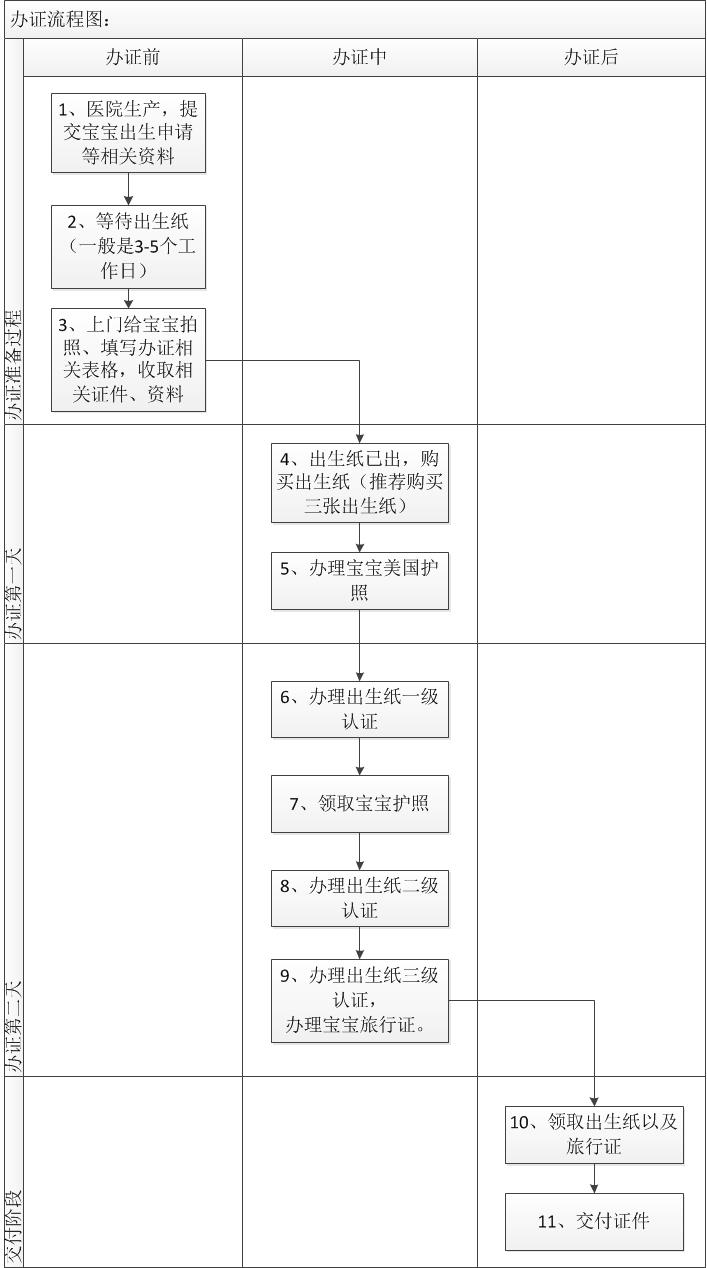 办证流程图：
办证前
办证中
办证后
办证准备过程
1、医院生产，提
交宝宝出生申请
等相关资料
2、等待出生纸
（一般是3-5个工
作日）
3、上门给宝宝拍
照、填写办证相
关表格，收取相
关证件、资料
办证第一天
4、出生纸已出，购
买出生纸（推荐购买
三张出生纸）
5、办理宝宝美国护
照
办证第二天
6、办理出生纸一级
认证
7、领取宝宝护照
8、办理出生纸二级
认证
9、办理出生纸三级
认证，
办理宝宝旅行证。
交付阶段
10、领取出生纸以及
旅行证
11、交付证件